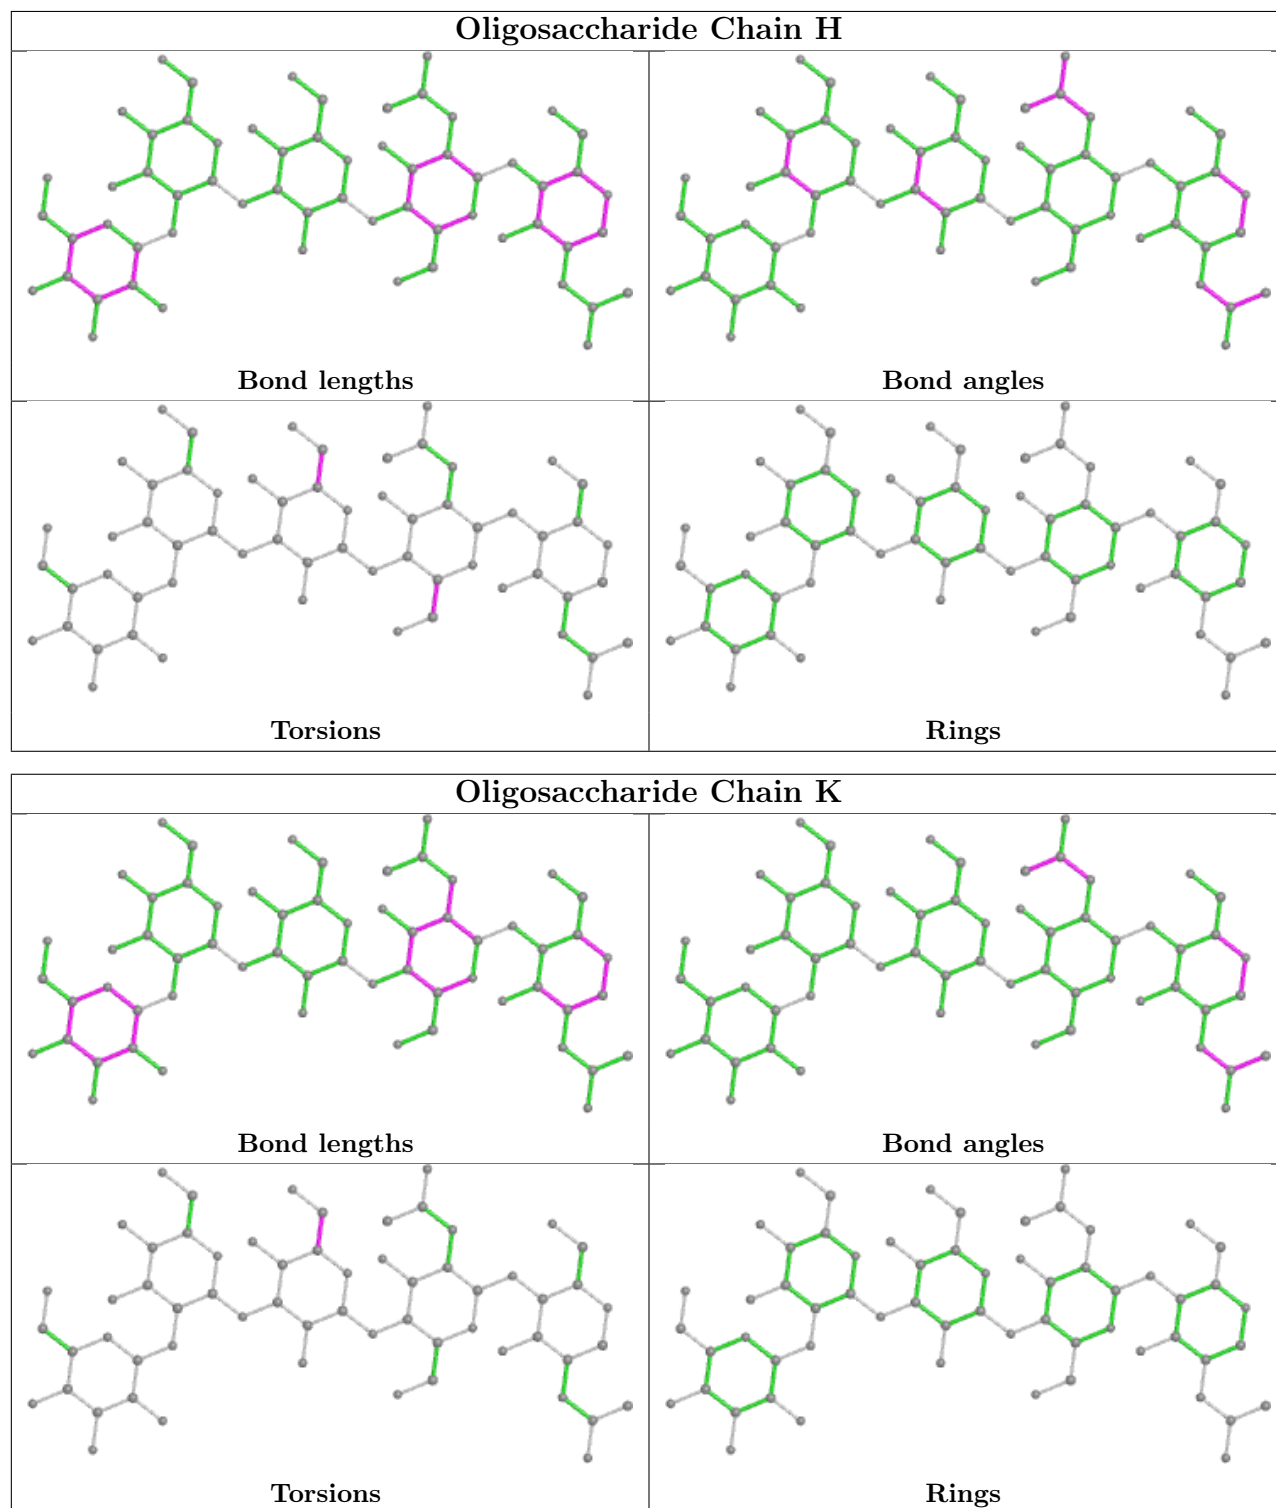 Oligosaccharide Chain H
Bond lengths
Bond angles
Torsions
Rings
Oligosaccharide Chain K
Bond lengths
Bond angles
Torsions
Rings